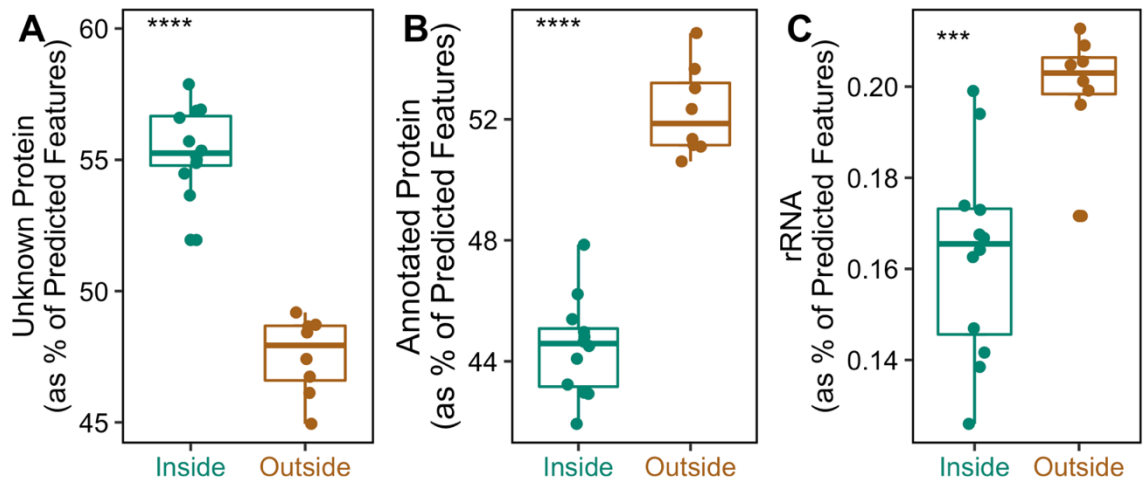 A
Unknown Protein
(as % of Predicted Features)
60
55
50
45
****
Inside
Outside
B
Annotated Protein
(as % of Predicted Features)
52
48
44
****
Inside
Outside
C
rRNA
(as % of Predicted Features)
0.20
0.18
0.16
0.14
***
Inside
Outside